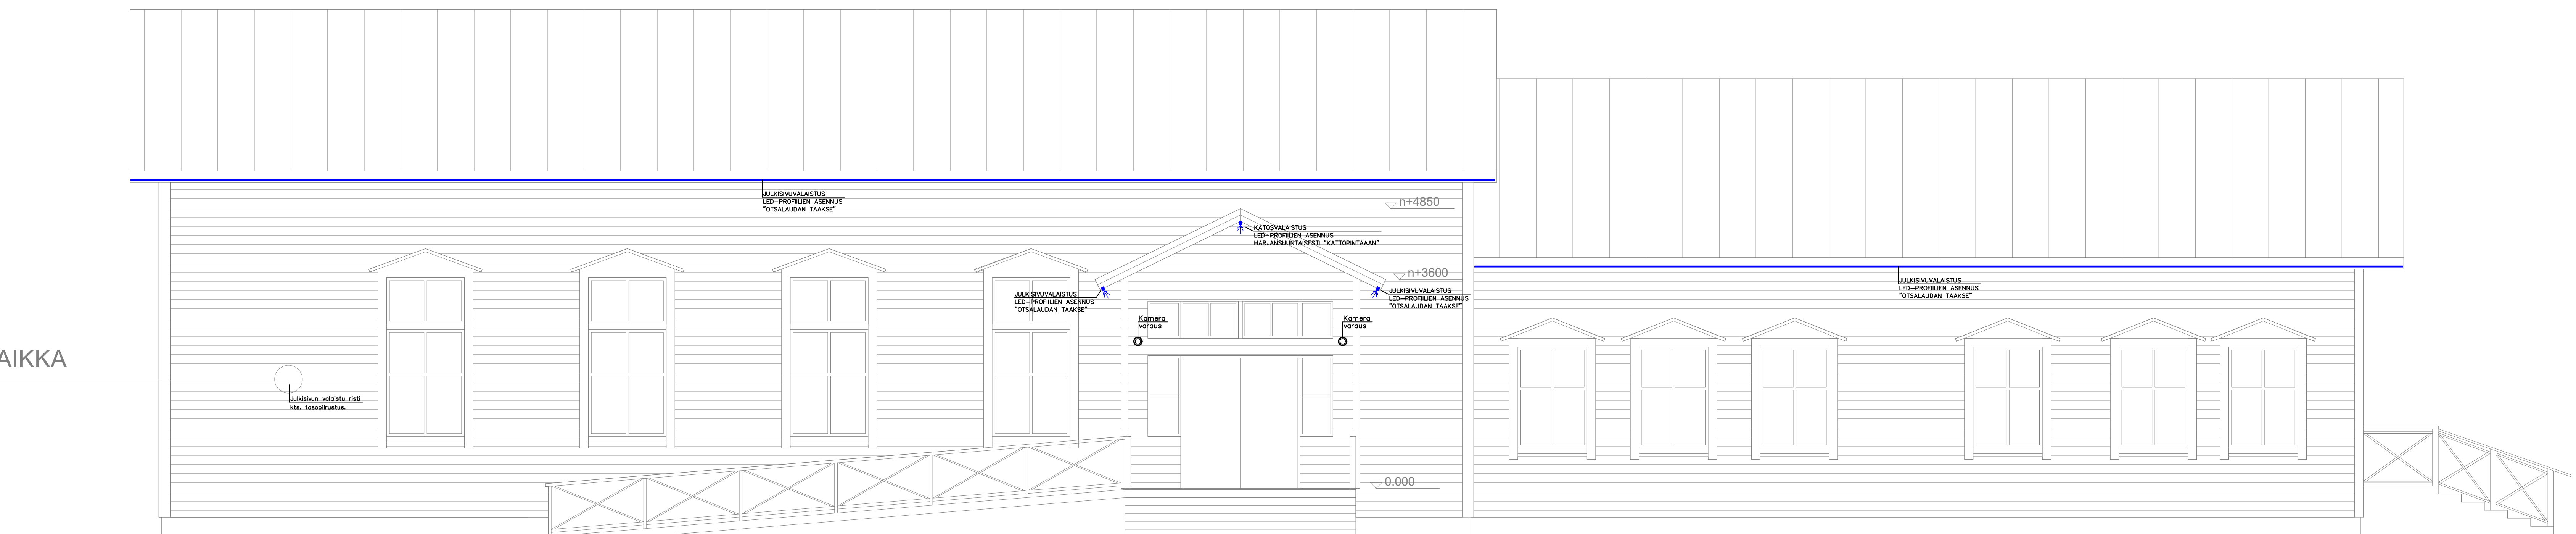 JULKISIVUVALAISTUS
LED-PROFIILIEN ASENNUS
"OTSALAUDAN TAAKSE"
n+4850
KATOSVALAISTUS
LED-PROFIILIEN ASENNUS
HARJANSUUNTAISESTI "KATTOPINTAAAN"
n+3600
JULKISIVUVALAISTUS
LED-PROFIILIEN ASENNUS
"OTSALAUDAN TAAKSE"
JULKISIVUVALAISTUS
LED-PROFIILIEN ASENNUS
"OTSALAUDAN TAAKSE"
JULKISIVUVALAISTUS
LED-PROFIILIEN ASENNUS
"OTSALAUDAN TAAKSE"
Kamera
varaus
Kamera
varaus
AIKKA
Julkisivun valaistu risti
kts. tasopiirustus.
0.000